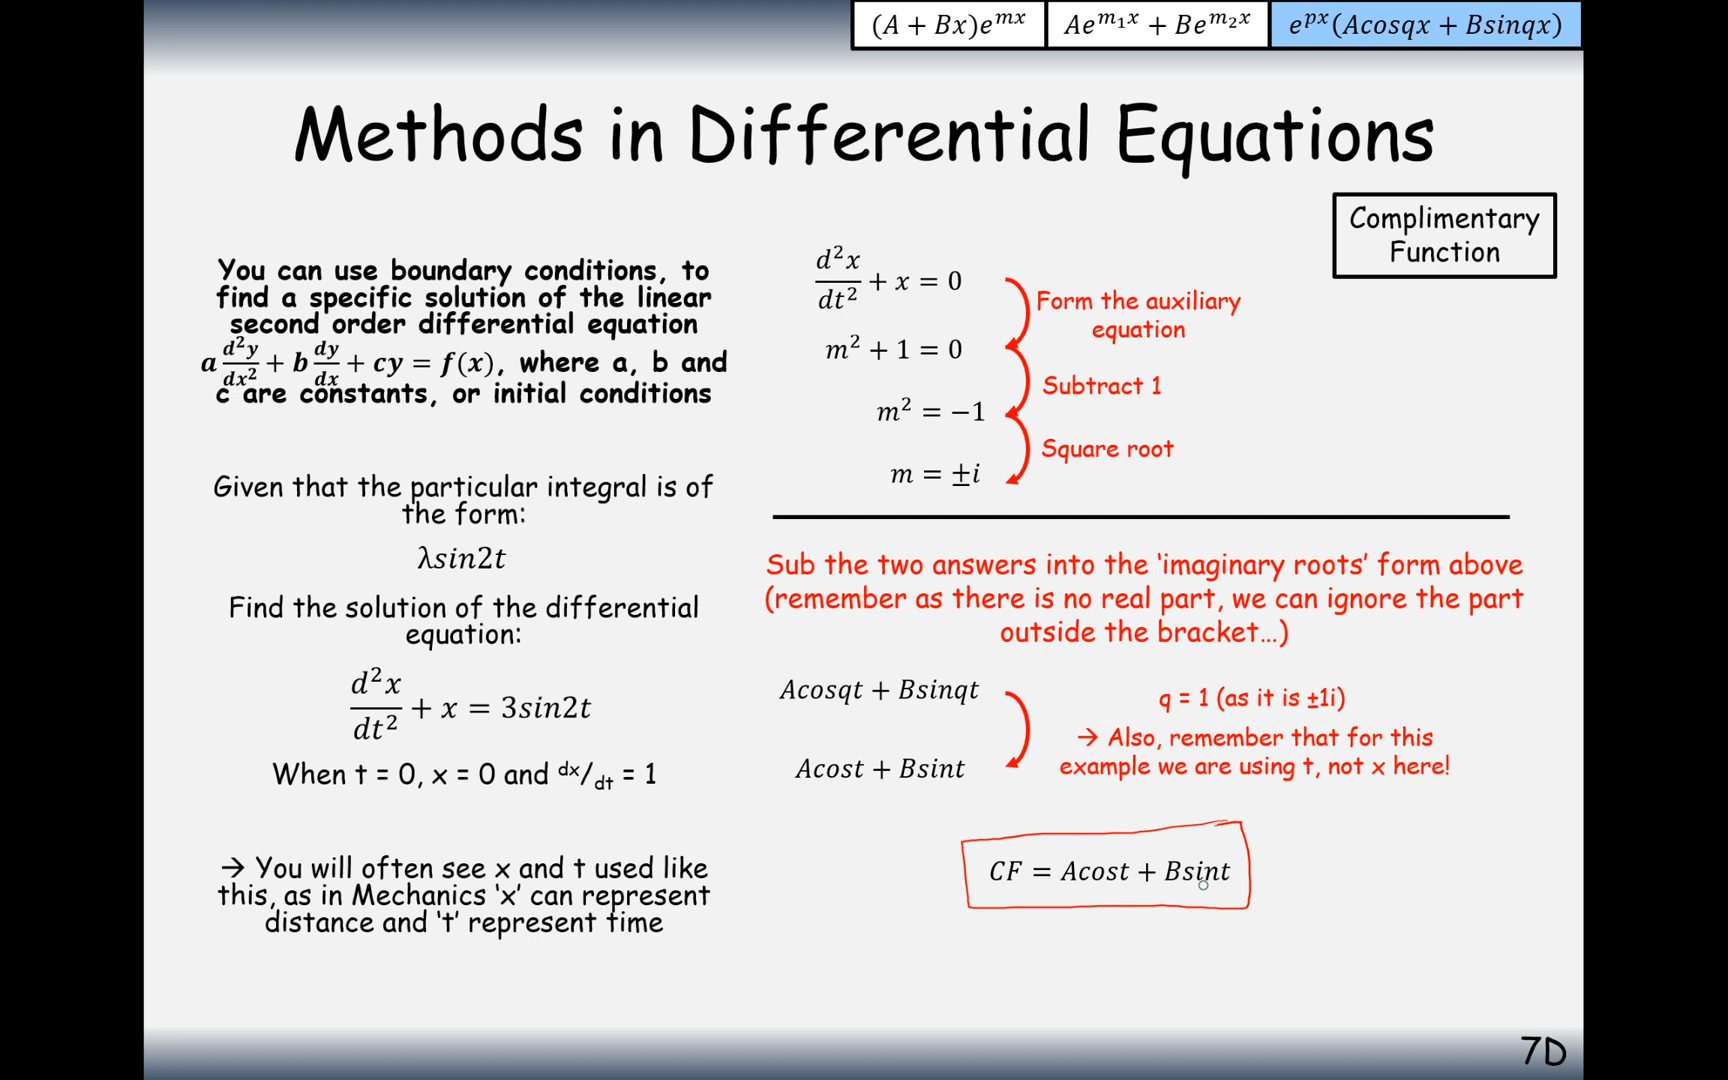 (A + Bx)e^{mx}
Ae^{m_1x} + Be^{m_2x}
e^{px}(Acosqx + Bsinqx)
Methods in Differential Equations
Complimentary
Function
You can use boundary conditions, to
find a specific solution of the linear
second order differential equation
a d²y/dx² + b dy/dx + cy = f(x), where a, b and
c are constants, or initial conditions
Given that the particular integral is of
the form:
λsin2t
Find the solution of the differential
equation:
d²x/dt² + x = 3sin2t
When t = 0, x = 0 and dx/dt = 1
→ You will often see x and t used like
this, as in Mechanics ‘x’ can represent
distance and ‘t’ represent time
d²x/dt² + x = 0
Form the auxiliary
equation
m² + 1 = 0
Subtract 1
m² = −1
Square root
m = ±i
Sub the two answers into the ‘imaginary roots’ form above
(remember as there is no real part, we can ignore the part
outside the bracket…)
Acosqt + Bsinqt
q = 1 (as it is ±1i)
→ Also, remember that for this
example we are using t, not x here!
Acost + Bsint
CF = Acost + Bsint
7D